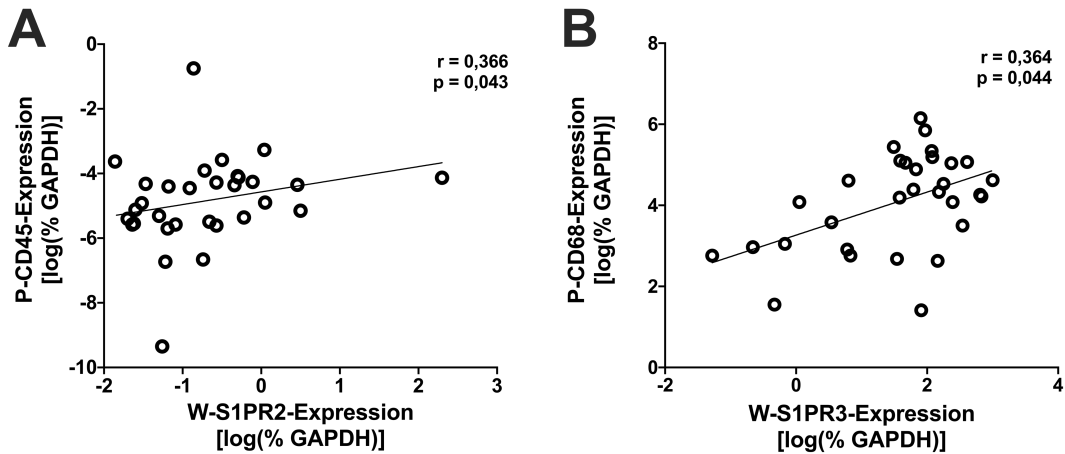 A
r = 0,366
p = 0,043
0
-2
-4
-6
-8
-10
P-CD45-Expression
[log(% GAPDH)]
-2 -1 0 1 2 3
W-S1PR2-Expression
[log(% GAPDH)]
B
r = 0,364
p = 0,044
8
6
4
2
0
P-CD68-Expression
[log(% GAPDH)]
-2 0 2 4
W-S1PR3-Expression
[log(% GAPDH)]